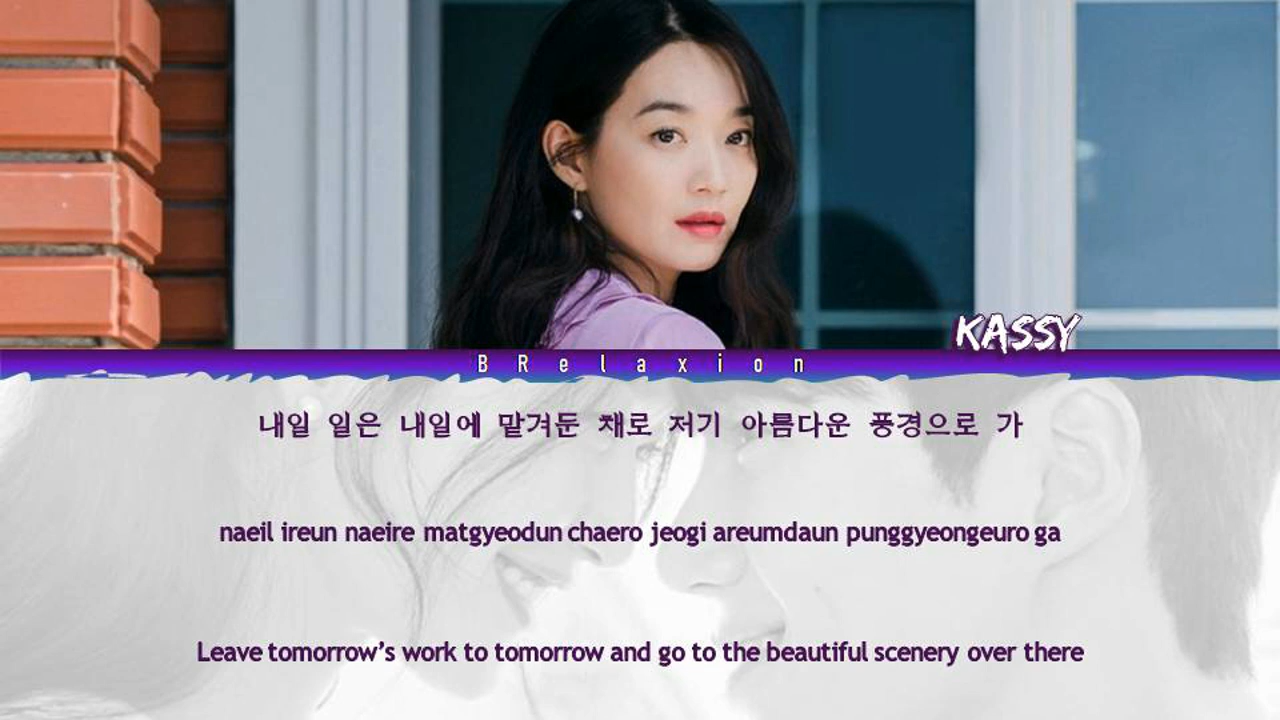 KASSY
B R e l a x i o n
내일 일은 내일에 맡겨둔 채로 저기 아름다운 풍경으로 가
naeil ireun naeire matgyeodun chaero jeogi areumdaun punggyeongeuro ga
Leave tomorrow's work to tomorrow and go to the beautiful scenery over there